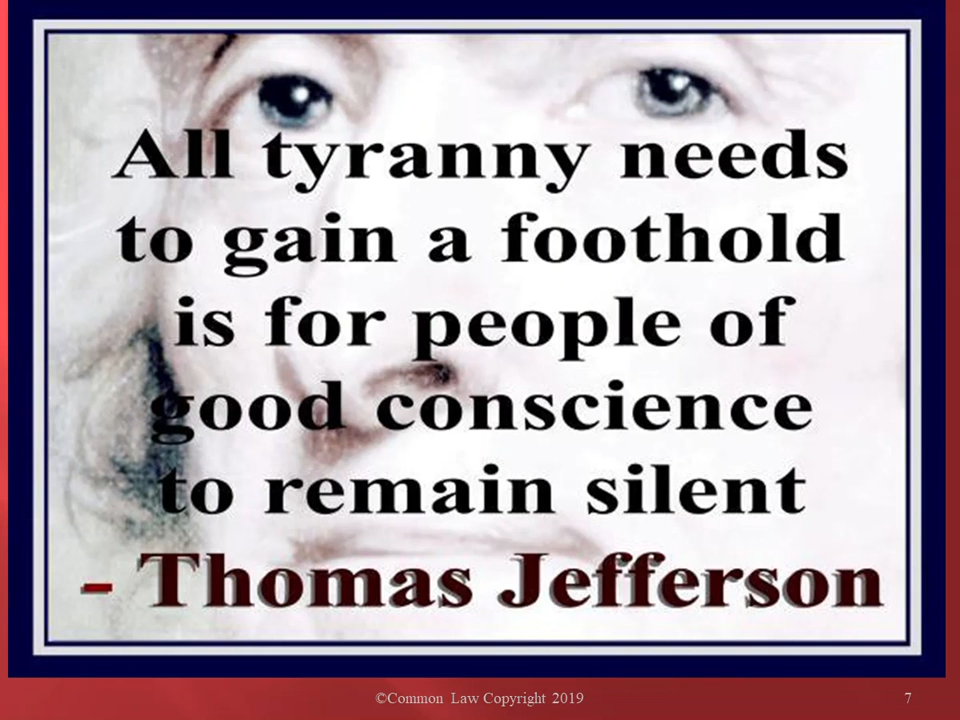 All tyranny needs
to gain a foothold
is for people of
good conscience
to remain silent
- Thomas Jefferson
©Common Law Copyright 2019
7